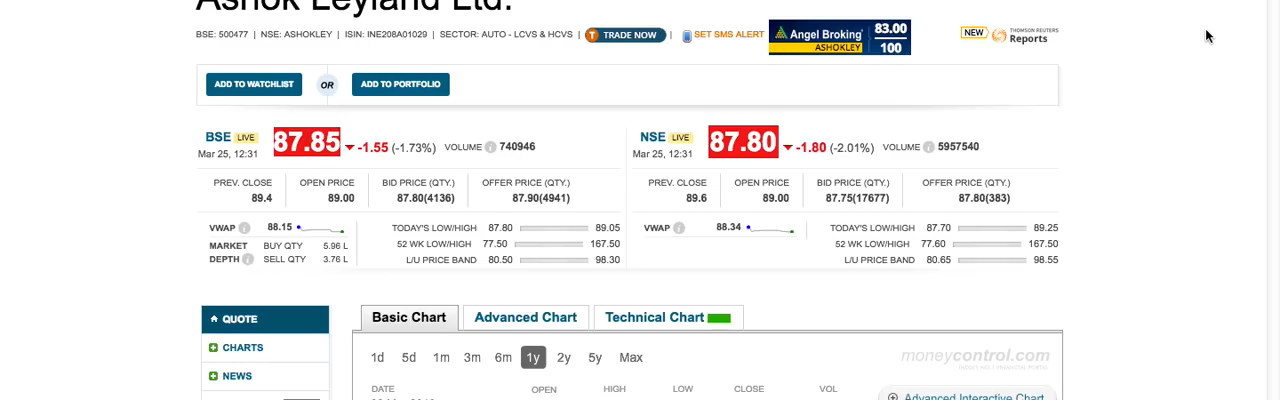 Ashok Leyland Ltd.
BSE: 500477 | NSE: ASHOKLEY | ISIN: INE208A01029 | SECTOR: AUTO - LCVS & HCVS | T TRADE NOW | SET SMS ALERT Angel Broking ASHOKLEY 83.00 100 NEW THOMSON REUTERS Reports
ADD TO WATCHLIST OR ADD TO PORTFOLIO
BSE LIVE 87.85 -1.55 (-1.73%) VOLUME i 740946
Mar 25, 12:31
PREV. CLOSE OPEN PRICE BID PRICE (QTY.) OFFER PRICE (QTY.)
89.4 89.00 87.80(4136) 87.90(4941)
VWAP i 88.15 TODAY'S LOW/HIGH 87.80 89.05
MARKET BUY QTY 5.96 L 52 WK LOW/HIGH 77.50 167.50
DEPTH i SELL QTY 3.76 L L/U PRICE BAND 80.50 98.30
NSE LIVE 87.80 -1.80 (-2.01%) VOLUME i 5957540
Mar 25, 12:31
PREV. CLOSE OPEN PRICE BID PRICE (QTY.) OFFER PRICE (QTY.)
89.6 89.00 87.75(17677) 87.80(383)
VWAP i 88.34 TODAY'S LOW/HIGH 87.70 89.25
52 WK LOW/HIGH 77.60 167.50
L/U PRICE BAND 80.65 98.55
QUOTE
CHARTS
NEWS
Basic Chart Advanced Chart Technical Chart
1d 5d 1m 3m 6m 1y 2y 5y Max
moneycontrol.com
INDIA'S NO.1 FINANCIAL PORTAL
DATE OPEN HIGH LOW CLOSE VOL
Advanced Interactive Chart